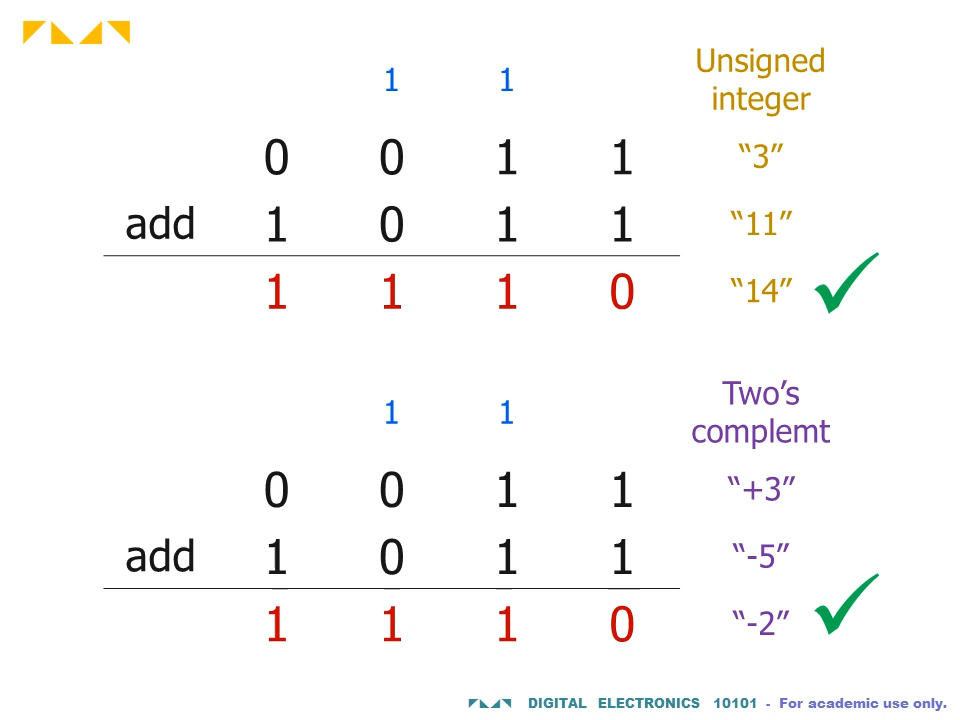 Unsigned
integer
1 1
0 0 1 1 “3”
add 1 0 1 1 “11”
1 1 1 0 “14”
Two’s
complemt
1 1
0 0 1 1 “+3”
add 1 0 1 1 “-5”
1 1 1 0 “-2”
DIGITAL ELECTRONICS 10101 - For academic use only.